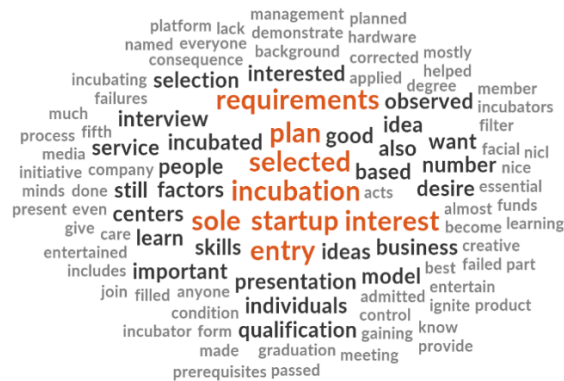 management planned
platform lack
demonstrate hardware
named everyone
background
corrected mostly
consequence
interested
helped
incubating selection applied
degree member
failures requirements observed incubators
much interview idea filter
process fifth plan good
service incubated also want facial nicl
media selected
initiative company people based number nice
minds done still factors incubation acts desire essential
present even centers almost funds
give care sole startup interest become learning
learn
entertained skills entry ideas business creative
includes important best failed part
presentation model entertain
join filled anyone
individuals admitted ignite product
condition control
incubator form qualification gaining know
made graduation meeting provide
prerequisites passed